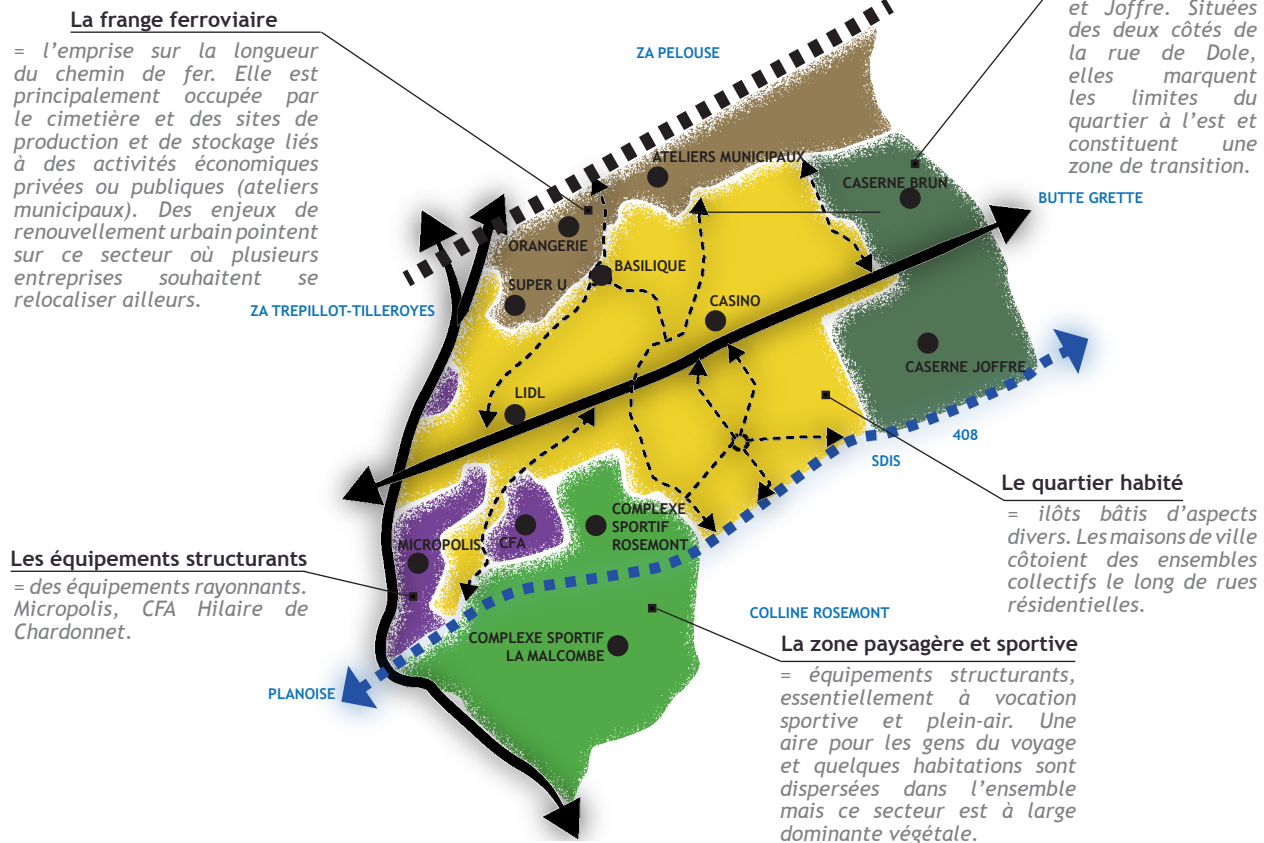 La frange ferroviaire
= l’emprise sur la longueur
du chemin de fer. Elle est
principalement occupée par
le cimetière et des sites de
production et de stockage liés
à des activités économiques
privées ou publiques (ateliers
municipaux). Des enjeux de
renouvellement urbain pointent
sur ce secteur où plusieurs
entreprises souhaitent se
relocaliser ailleurs.
et Joffre. Situées
des deux côtés de
la rue de Dole,
elles marquent
les limites du
quartier à l’est et
constituent une
zone de transition.
ZA PELOUSE
ATELIERS MUNICIPAUX
CASERNE BRUN
BUTTE GRETTE
ORANGERIE
BASILIQUE
SUPER U
CASINO
ZA TREPILLOT-TILLEROYES
CASERNE JOFFRE
LIDL
408
SDIS
Le quartier habité
= ilôts bâtis d’aspects
divers. Les maisons de ville
côtoient des ensembles
collectifs le long de rues
résidentielles.
COMPLEXE
SPORTIF
ROSEMONT
MICROPOLIS
CFA
Les équipements structurants
= des équipements rayonnants.
Micropolis, CFA Hilaire de
Chardonnet.
COLLINE ROSEMONT
COMPLEXE SPORTIF
LA MALCOMBE
PLANOISE
La zone paysagère et sportive
= équipements structurants,
essentiellement à vocation
sportive et plein-air. Une
aire pour les gens du voyage
et quelques habitations sont
dispersées dans l’ensemble
mais ce secteur est à large
dominante végétale.